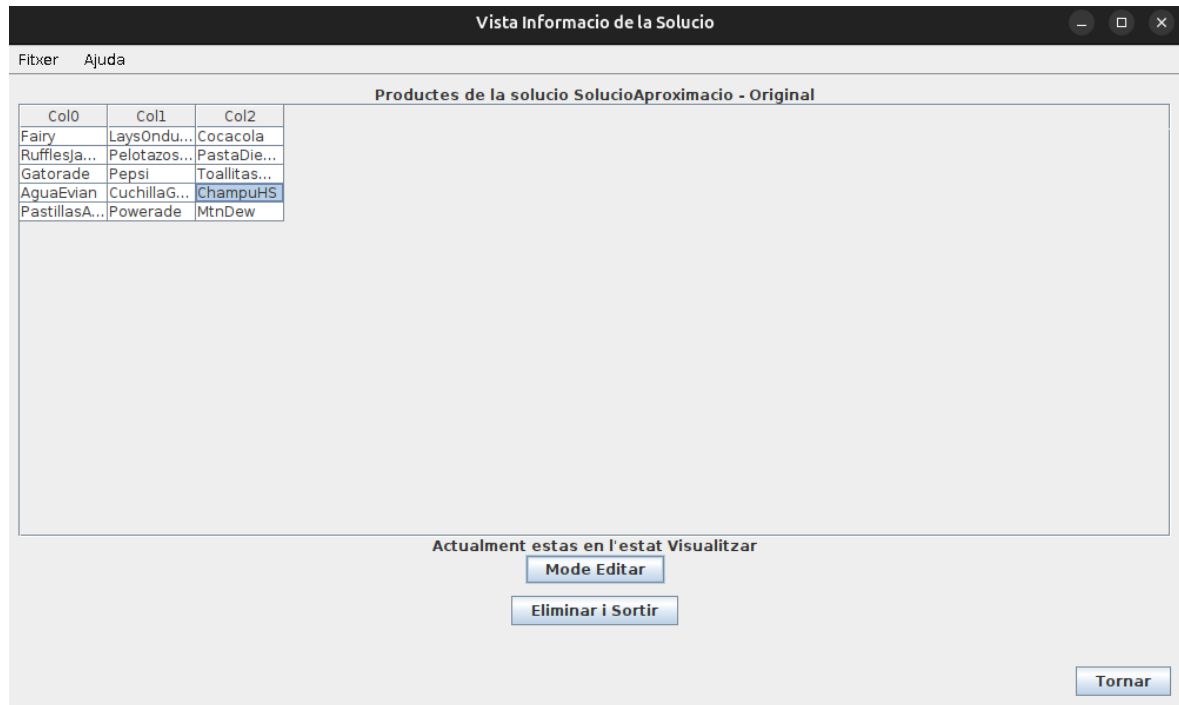 Vista Informacio de la Solucio
Fitxer Ajuda
Productes de la solucio SolucioAproximacio - Original
Col0 Col1 Col2
Fairy LaysOndu... Cocacola
RufflesJa... Pelotazos... PastaDie...
Gatorade Pepsi Toallitas...
AguaEvian CuchillaG... ChampuHS
PastillasA... Powerade MtnDew
Actualment estas en l'estat Visualitzar
Mode Editar
Eliminar i Sortir
Tornar